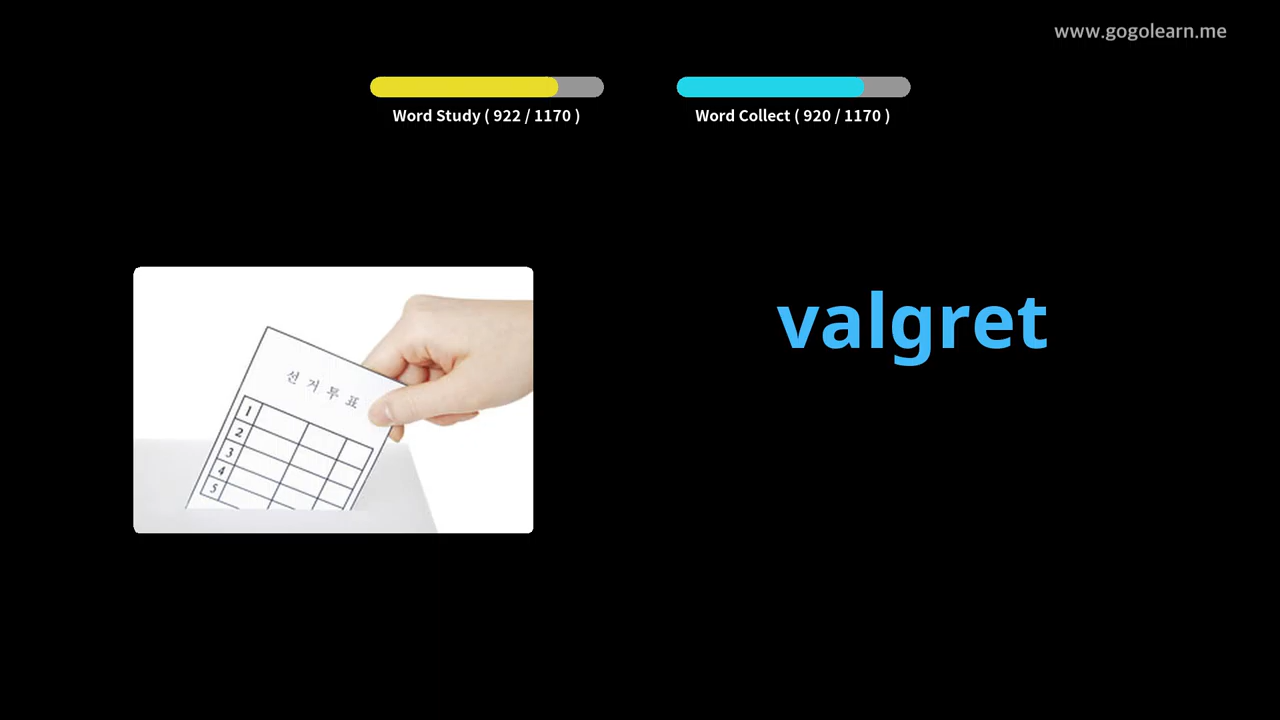 www.gogolearn.me
Word Study ( 922 / 1170 )
Word Collect ( 920 / 1170 )
valgret
선거투표
1
2
3
4
5